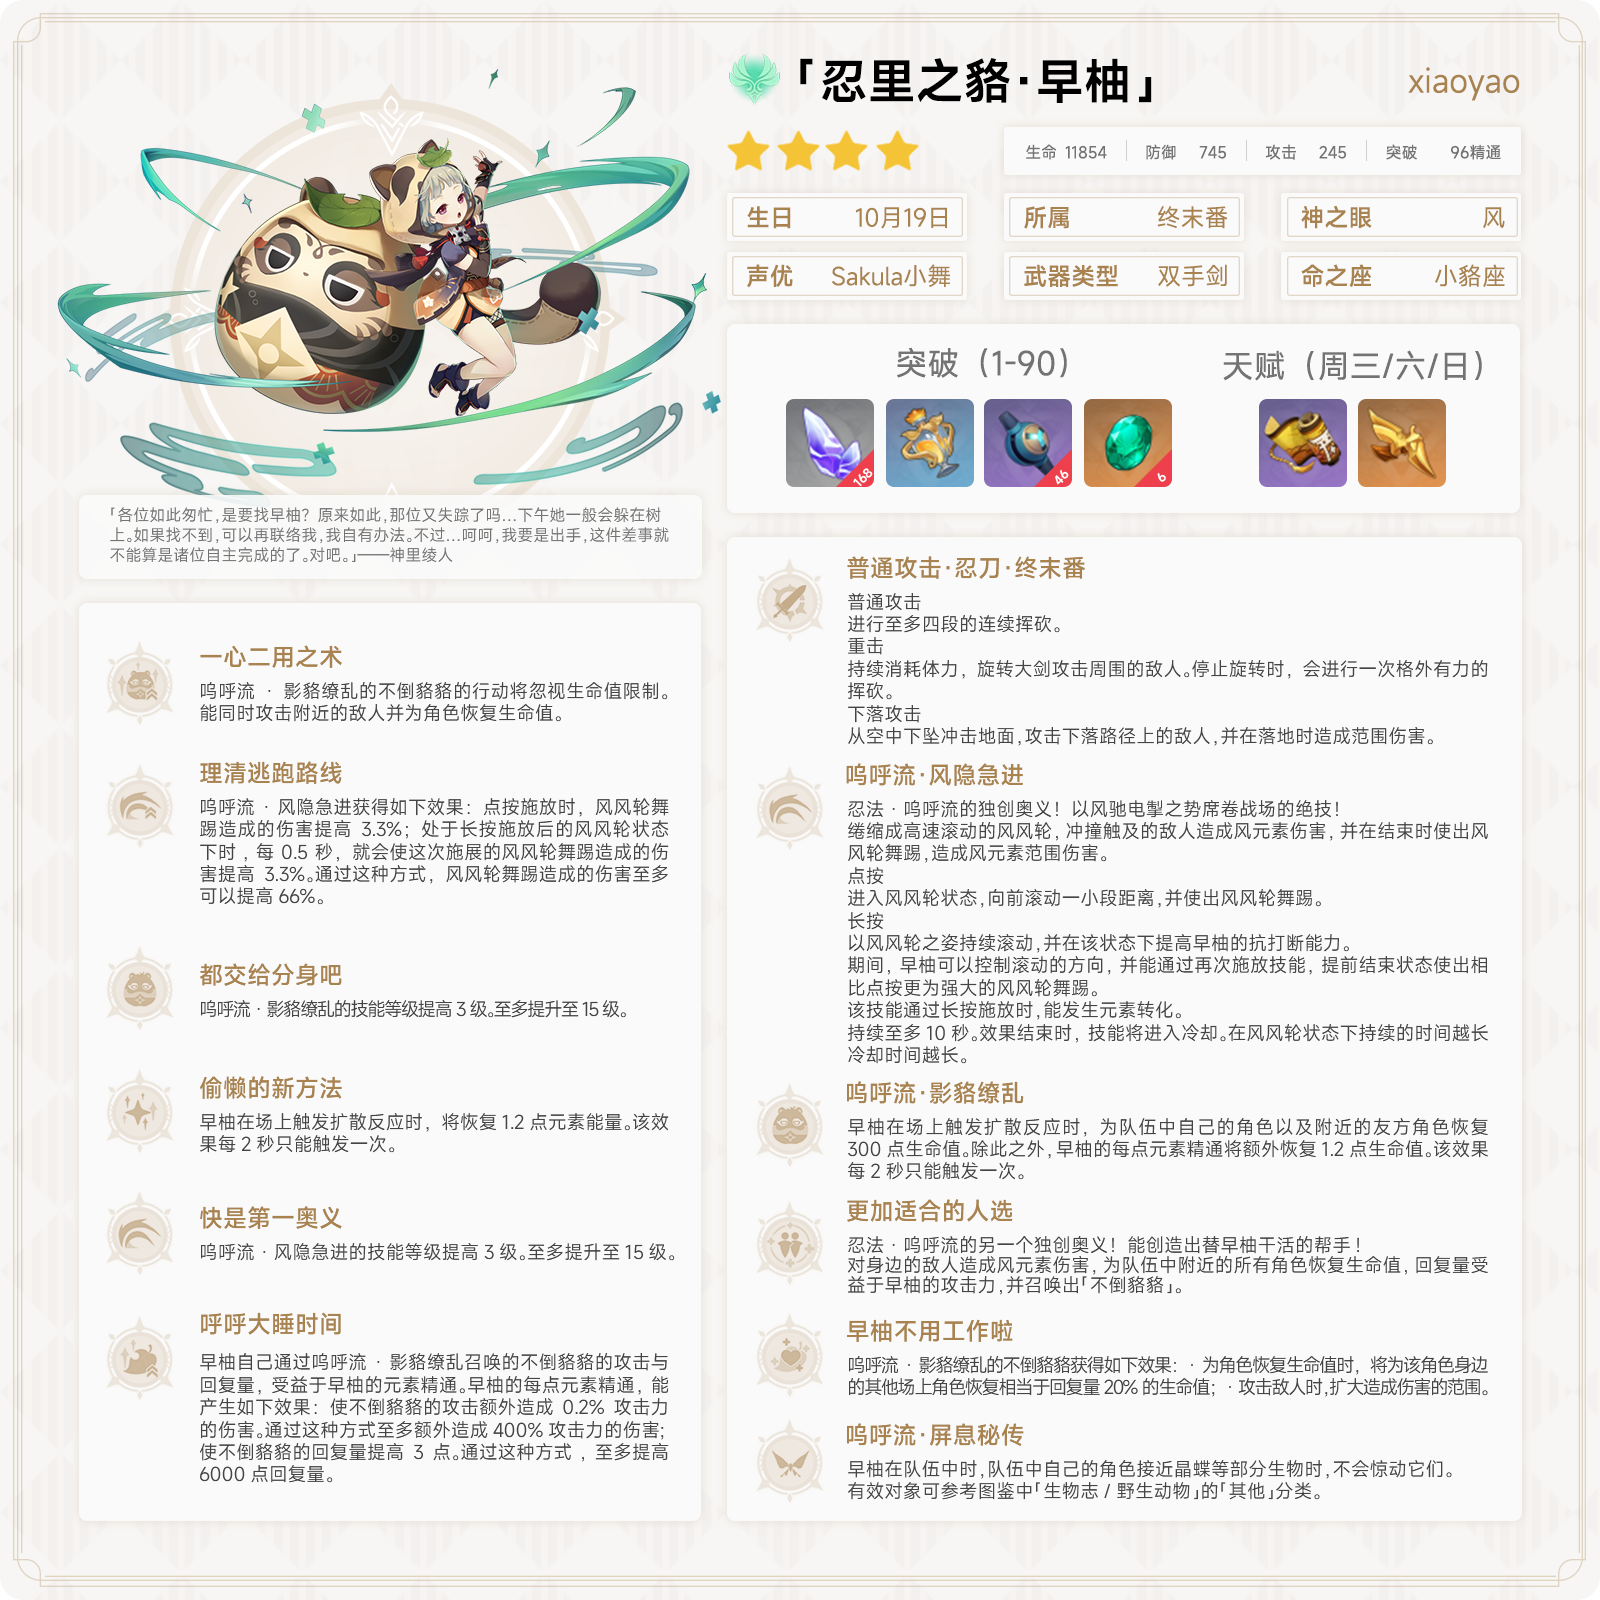 「忍里之貉·早柚」
xiaoyao
生命 11854 防御 745 攻击 245 突破 96精通
生日 10月19日
所属 终末番
神之眼 风
声优 Sakula小舞
武器类型 双手剑
命之座 小貉座
突破（1-90）
天赋（周三/六/日）
168
46
6
「各位如此匆忙,是要找早柚？原来如此,那位又失踪了吗...下午她一般会躲在树
上。如果找不到,可以再联络我,我自有办法。不过...呵呵,我要是出手,这件差事就
不能算是诸位自主完成的了。对吧。」——神里绫人
一心二用之术
呜呼流 · 影貉缭乱的不倒貉貉的行动将忽视生命值限制。
能同时攻击附近的敌人并为角色恢复生命值。
理清逃跑路线
呜呼流 · 风隐急进获得如下效果：点按施放时，风风轮舞
踢造成的伤害提高 3.3%；处于长按施放后的风风轮状态
下时，每 0.5 秒，就会使这次施展的风风轮舞踢造成的伤
害提高 3.3%。通过这种方式，风风轮舞踢造成的伤害至多
可以提高 66%。
都交给分身吧
呜呼流 · 影貉缭乱的技能等级提高 3 级。至多提升至 15 级。
偷懒的新方法
早柚在场上触发扩散反应时，将恢复 1.2 点元素能量。该效
果每 2 秒只能触发一次。
快是第一奥义
呜呼流 · 风隐急进的技能等级提高 3 级。至多提升至 15 级。
呼呼大睡时间
早柚自己通过呜呼流 · 影貉缭乱召唤的不倒貉貉的攻击与
回复量，受益于早柚的元素精通。早柚的每点元素精通，能
产生如下效果：使不倒貉貉的攻击额外造成 0.2% 攻击力
的伤害。通过这种方式至多额外造成 400% 攻击力的伤害;
使不倒貉貉的回复量提高 3 点。通过这种方式 ，至多提高
6000 点回复量。
普通攻击·忍刀·终末番
普通攻击
进行至多四段的连续挥砍。
重击
持续消耗体力，旋转大剑攻击周围的敌人。停止旋转时，会进行一次格外有力的
挥砍。
下落攻击
从空中下坠冲击地面,攻击下落路径上的敌人,并在落地时造成范围伤害。
呜呼流·风隐急进
忍法 · 呜呼流的独创奥义！以风驰电掣之势席卷战场的绝技！
蜷缩成高速滚动的风风轮，冲撞触及的敌人造成风元素伤害，并在结束时使出风
风轮舞踢,造成风元素范围伤害。
点按
进入风风轮状态,向前滚动一小段距离,并使出风风轮舞踢。
长按
以风风轮之姿持续滚动,并在该状态下提高早柚的抗打断能力。
期间，早柚可以控制滚动的方向，并能通过再次施放技能，提前结束状态使出相
比点按更为强大的风风轮舞踢。
该技能通过长按施放时,能发生元素转化。
持续至多 10 秒。效果结束时，技能将进入冷却。在风风轮状态下持续的时间越长
冷却时间越长。
呜呼流·影貉缭乱
早柚在场上触发扩散反应时，为队伍中自己的角色以及附近的友方角色恢复
300 点生命值。除此之外,早柚的每点元素精通将额外恢复 1.2 点生命值。该效果
每 2 秒只能触发一次。
更加适合的人选
忍法 · 呜呼流的另一个独创奥义！能创造出替早柚干活的帮手！
对身边的敌人造成风元素伤害，为队伍中附近的所有角色恢复生命值，回复量受
益于早柚的攻击力,并召唤出「不倒貉貉」。
早柚不用工作啦
呜呼流 · 影貉缭乱的不倒貉貉获得如下效果： · 为角色恢复生命值时，将为该角色身边
的其他场上角色恢复相当于回复量 20% 的生命值； · 攻击敌人时,扩大造成伤害的范围。
呜呼流·屏息秘传
早柚在队伍中时,队伍中自己的角色接近晶蝶等部分生物时,不会惊动它们。
有效对象可参考图鉴中「生物志 / 野生动物」的「其他」分类。